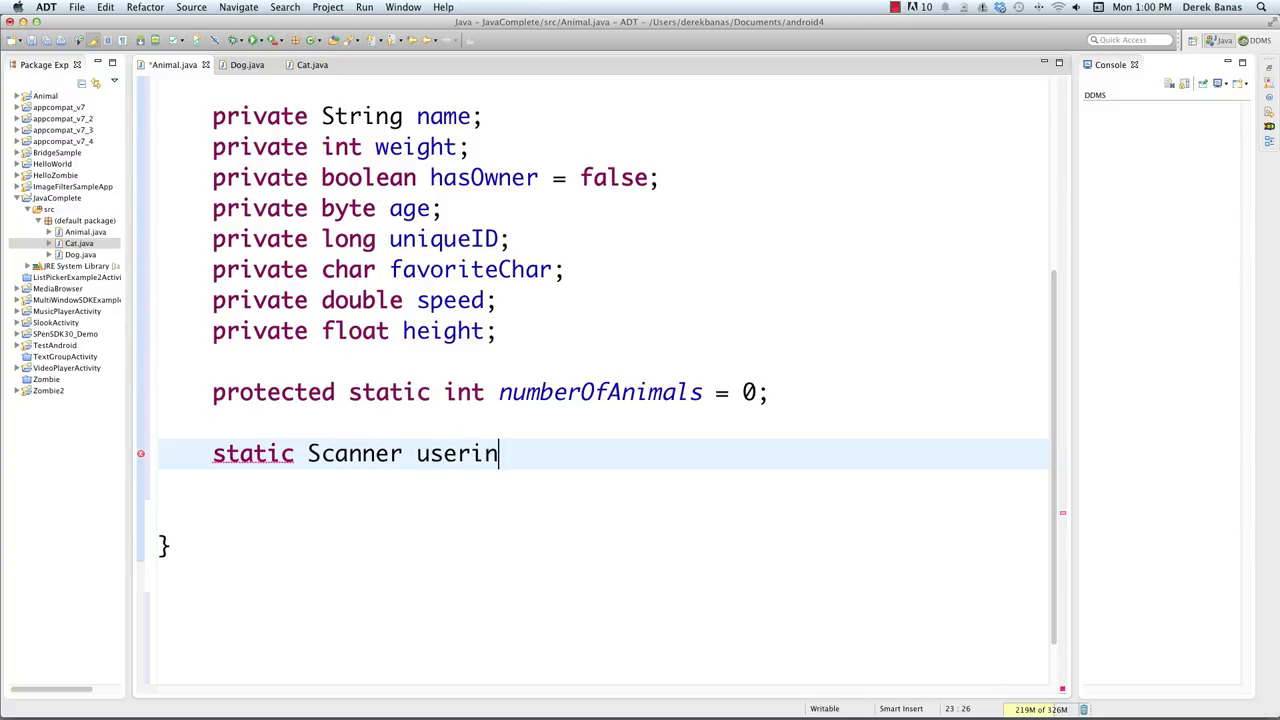 ADT File Edit Refactor Source Navigate Search Project Run Window Help 10 Mon 1:00 PM Derek Banas
Java – JavaComplete/src/Animal.java – ADT – /Users/derekbanas/Documents/android4
Quick Access Java DDMS
Package Exp
*Animal.java Dog.java Cat.java
Console
DDMS
Animal
appcompat_v7
appcompat_v7_2
appcompat_v7_3
appcompat_v7_4
BridgeSample
HelloWorld
HelloZombie
ImageFilterSampleApp
JavaComplete
src
(default package)
Animal.java
Cat.java
Dog.java
JRE System Library [Ja
ListPickerExample2Activi
MediaBrowser
MultiWindowSDKExample
MusicPlayerActivity
SlookActivity
SPenSDK30_Demo
TestAndroid
TextGroupActivity
VideoPlayerActivity
Zombie
Zombie2
private String name;
private int weight;
private boolean hasOwner = false;
private byte age;
private long uniqueID;
private char favoriteChar;
private double speed;
private float height;
protected static int numberOfAnimals = 0;
static Scanner userin
}
Writable Smart Insert 23 : 26 219M of 326M